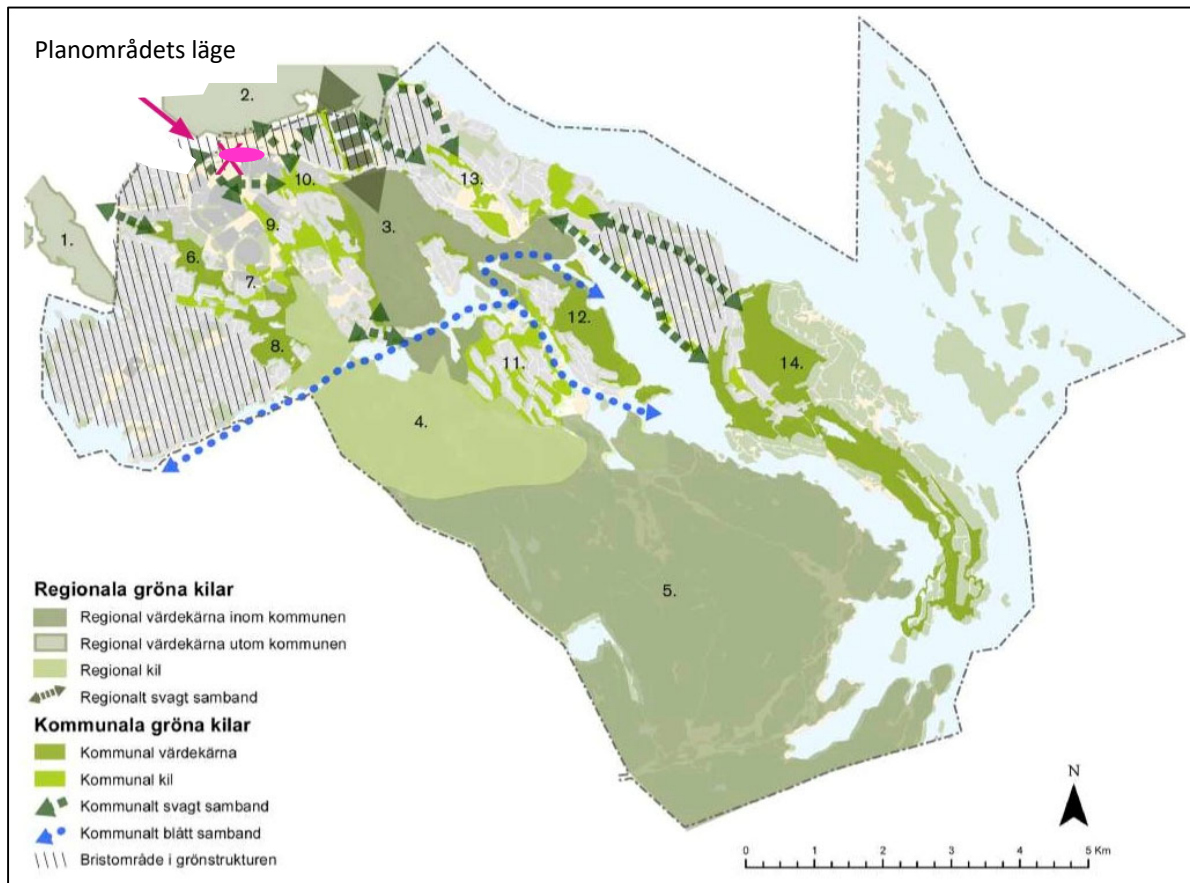 Planområdets läge
2.
1.
10.
13.
9.
3.
6.
7.
12.
8.
11.
14.
4.
5.
Regionala gröna kilar
Regional värdekärna inom kommunen
Regional värdekärna utom kommunen
Regional kil
Regionalt svagt samband
Kommunala gröna kilar
Kommunal värdekärna
Kommunal kil
Kommunalt svagt samband
Kommunalt blått samband
Bristområde i grönstrukturen
N
0 1 2 3 4 5 Km